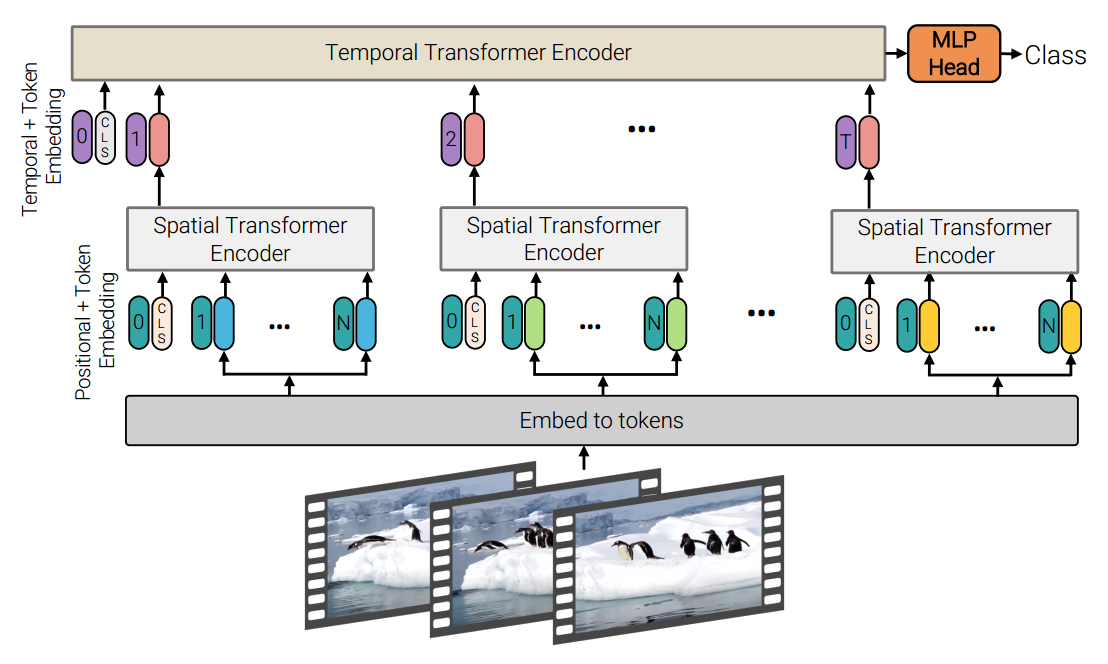 Temporal Transformer Encoder
MLP
Head
Class
Temporal + Token
Embedding
0
CLS
1
2
...
T
Spatial Transformer
Encoder
Spatial Transformer
Encoder
Spatial Transformer
Encoder
Positional + Token
Embedding
0
CLS
1
...
N
0
CLS
1
...
N
...
0
CLS
1
...
N
Embed to tokens